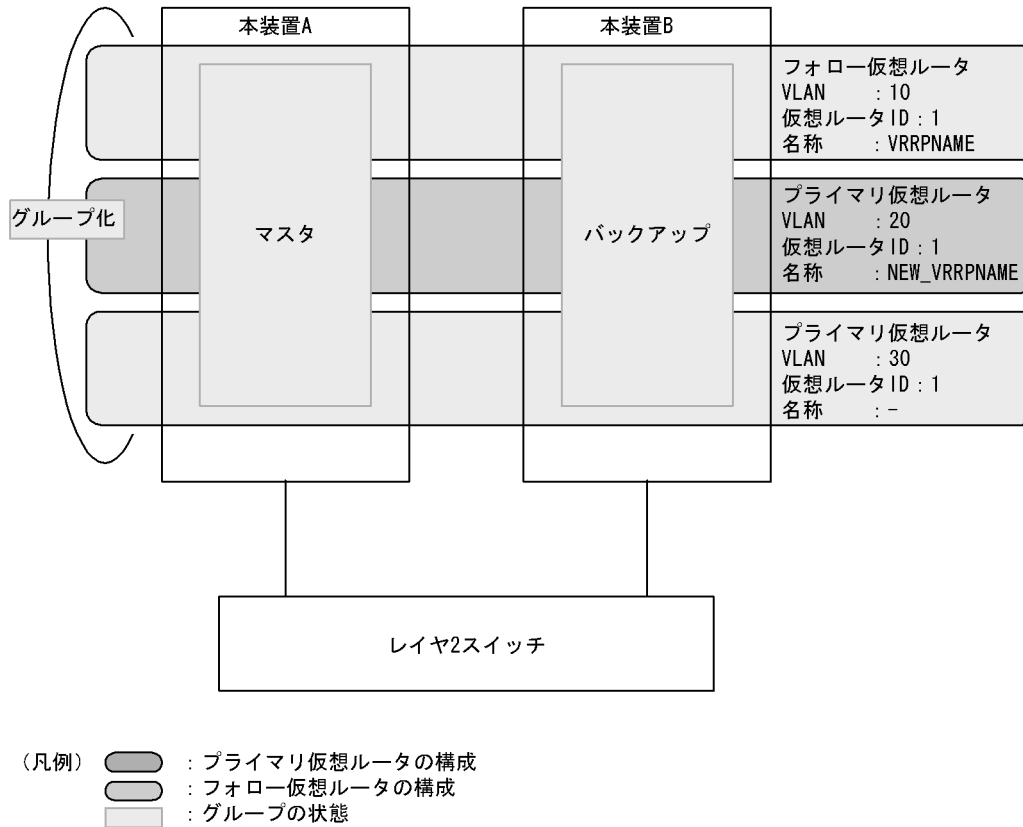 本装置A
本装置B
フォロー仮想ルータ
VLAN : 10
仮想ルータID : 1
名称 : VRRPNAME
グループ化
マスタ
バックアップ
プライマリ仮想ルータ
VLAN : 20
仮想ルータID : 1
名称 : NEW_VRRPNAME
プライマリ仮想ルータ
VLAN : 30
仮想ルータID : 1
名称 : -
レイヤ2スイッチ
(凡例)
: プライマリ仮想ルータの構成
: フォロー仮想ルータの構成
: グループの状態